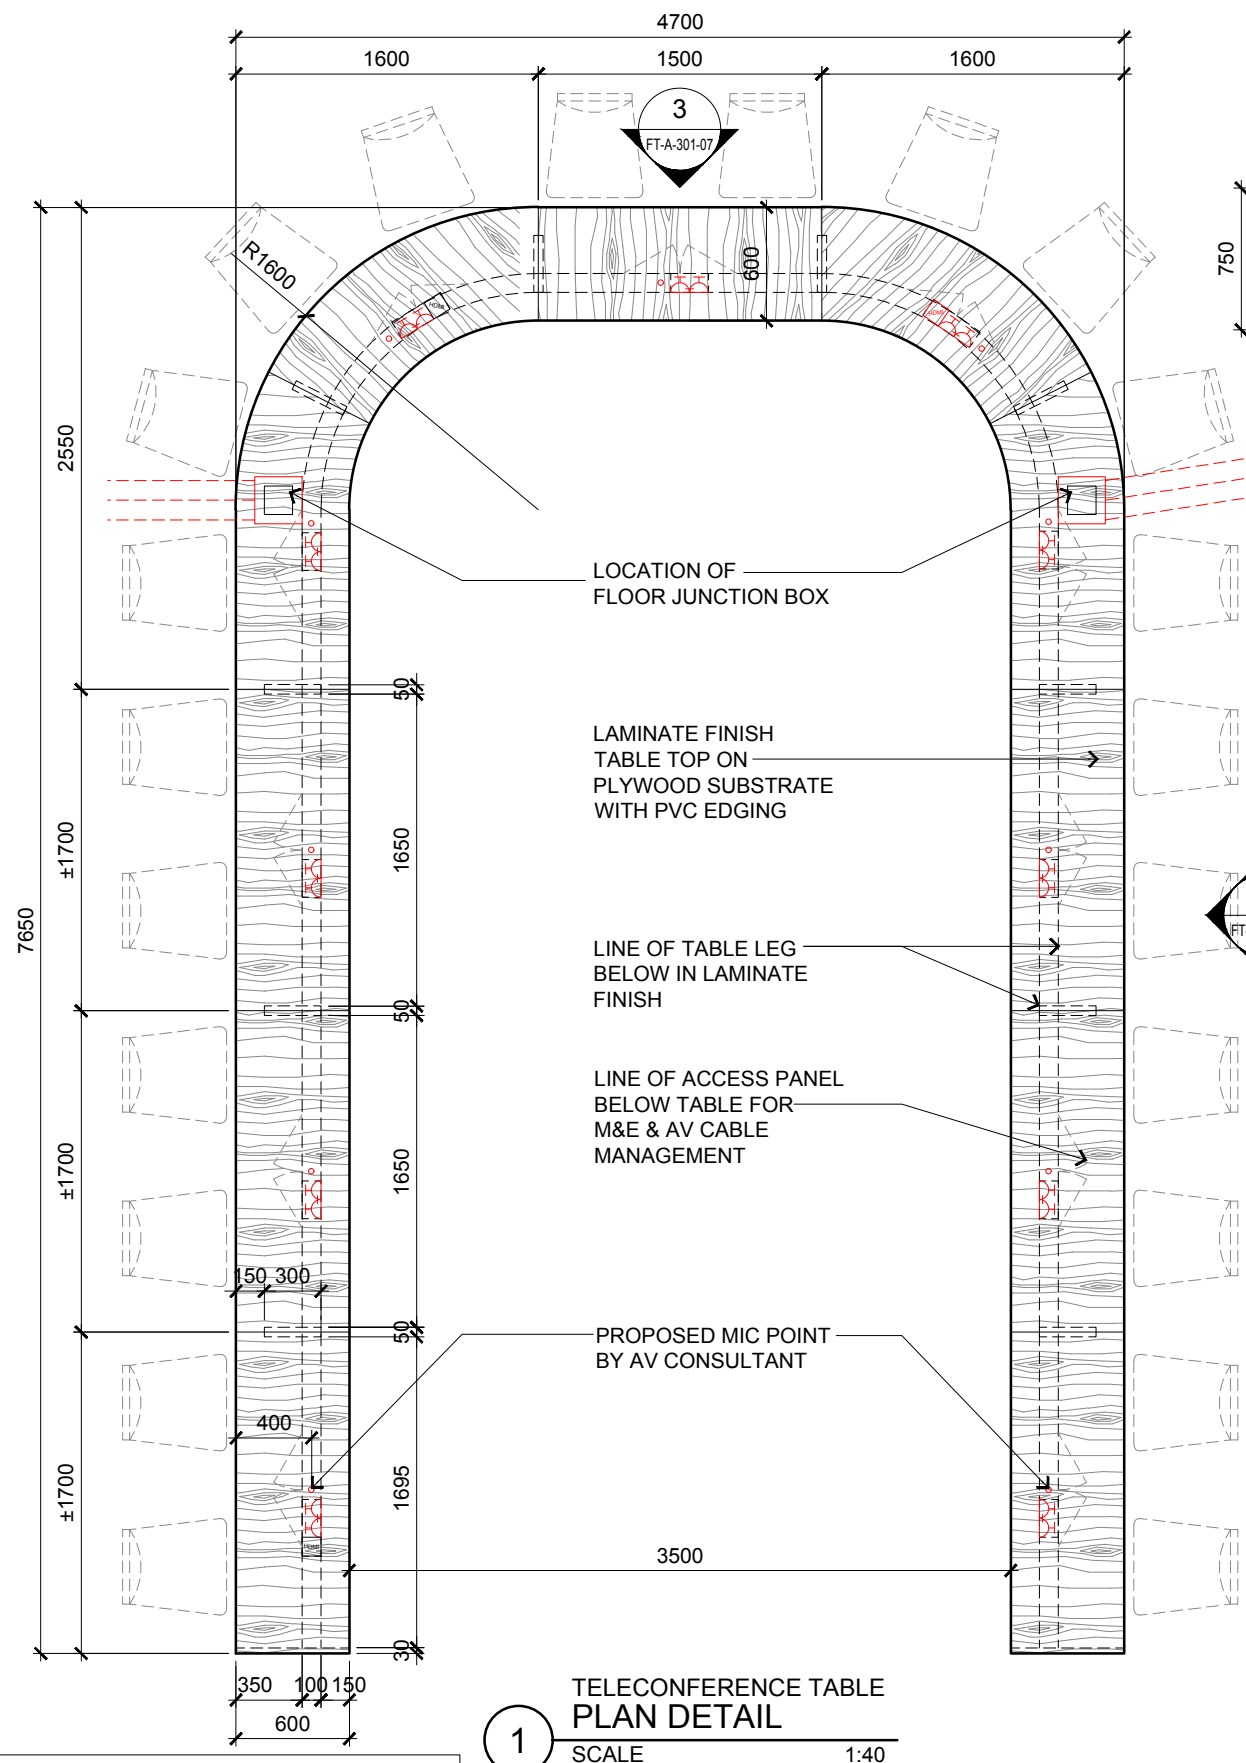 4700
1600
1500
1600
3
FT-A-301-07
750
R1600
600
HDMI
HDMI
2550
LOCATION OF
FLOOR JUNCTION BOX
50
LAMINATE FINISH
TABLE TOP ON
PLYWOOD SUBSTRATE
WITH PVC EDGING
±1700
1650
7650
FT
LINE OF TABLE LEG
BELOW IN LAMINATE
FINISH
50
LINE OF ACCESS PANEL
BELOW TABLE FOR
M&E & AV CABLE
MANAGEMENT
±1700
1650
150 300
50
PROPOSED MIC POINT
BY AV CONSULTANT
400
±1700
1695
HDMI
3500
30
350 100 150
600
TELECONFERENCE TABLE
PLAN DETAIL
1
SCALE 1:40